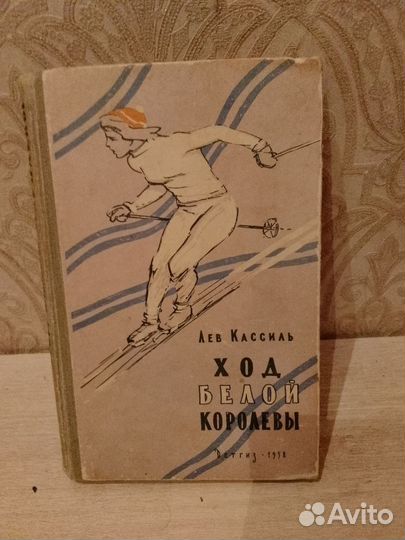 Лев Кассиль
ХОД
БЕЛОЙ
КОРОЛЕВЫ
Детгиз · 1958
Avito